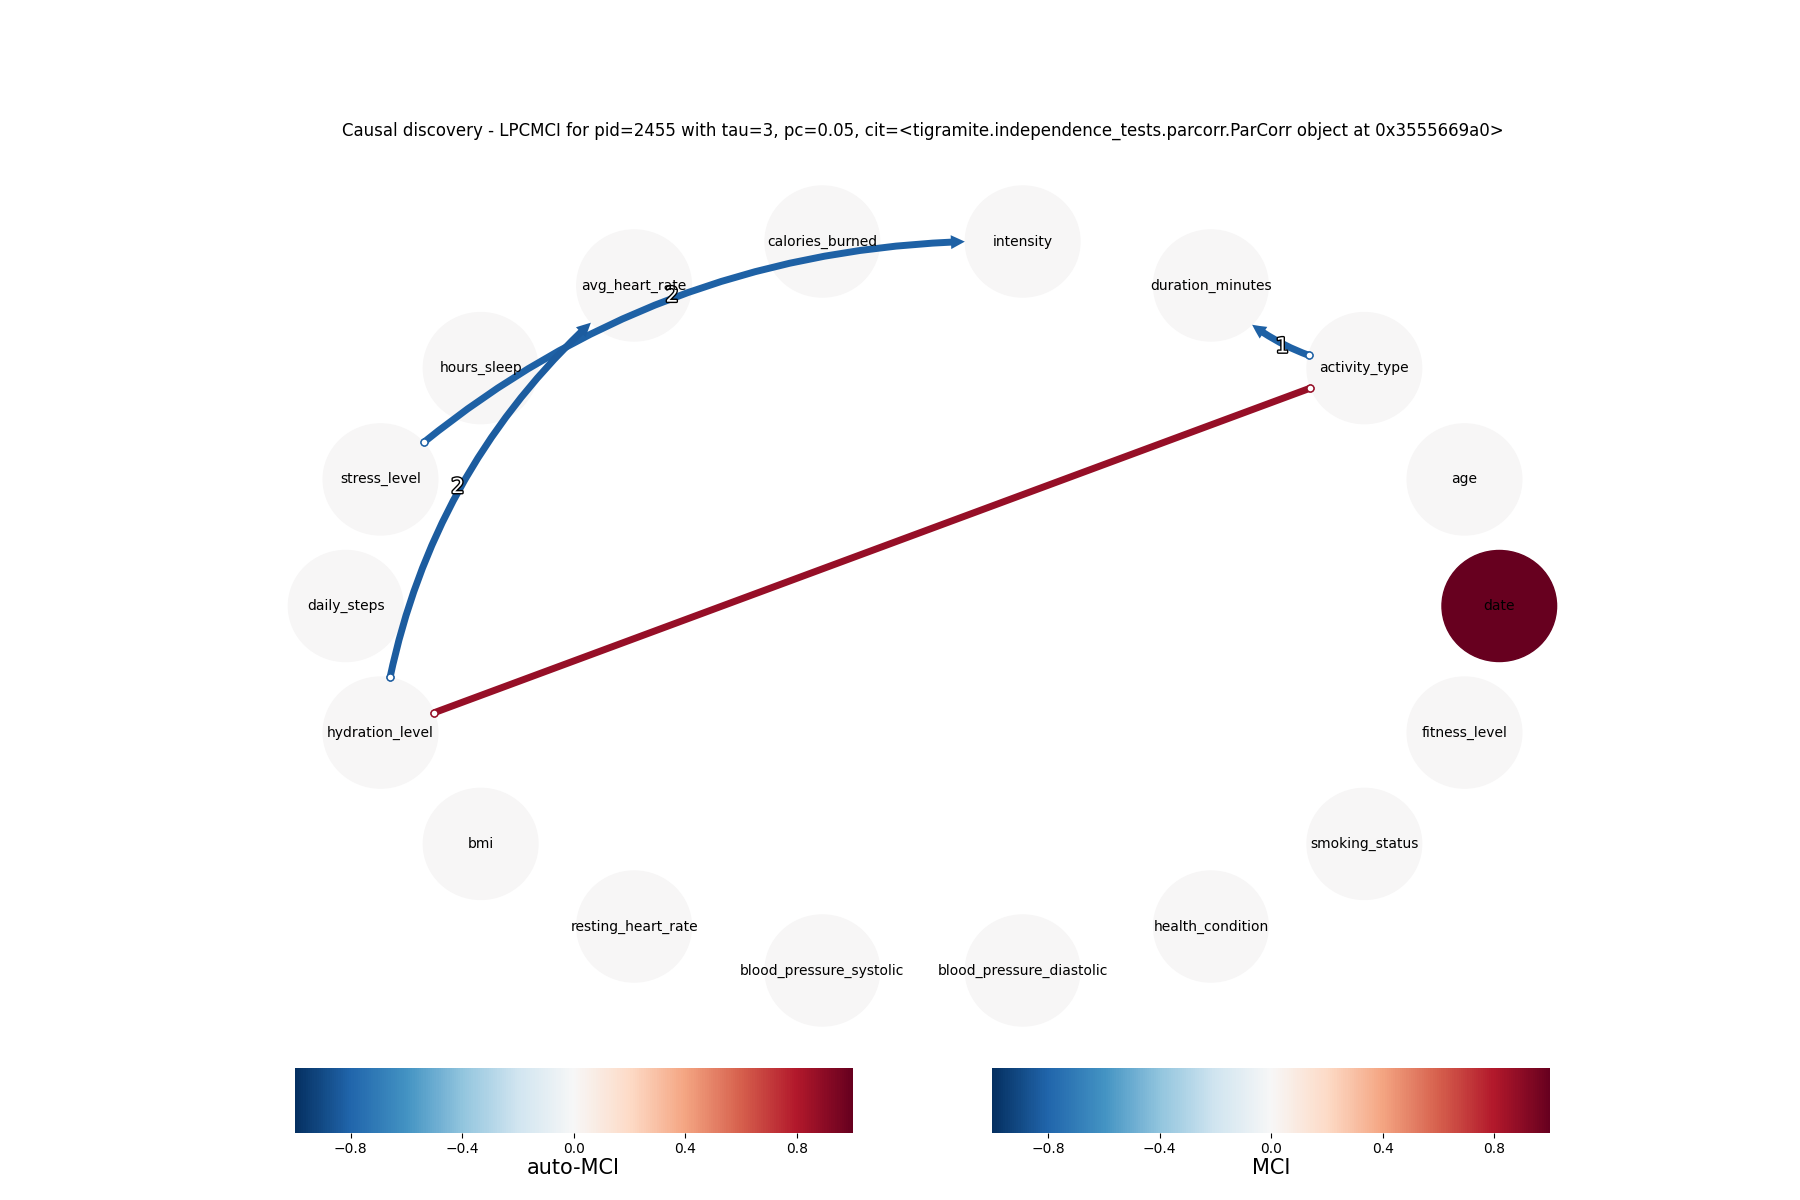 Causal discovery - LPCMCI for pid=2455 with tau=3, pc=0.05, cit=<tigramite.independence_tests.parcorr.ParCorr object at 0x3555669a0>
calories_burned
intensity
avg_heart_rate
2
duration_minutes
1
hours_sleep
activity_type
stress_level
2
age
daily_steps
date
hydration_level
fitness_level
bmi
smoking_status
resting_heart_rate
health_condition
blood_pressure_systolic
blood_pressure_diastolic
−0.8 −0.4 0.0 0.4 0.8
auto-MCI
−0.8 −0.4 0.0 0.4 0.8
MCI